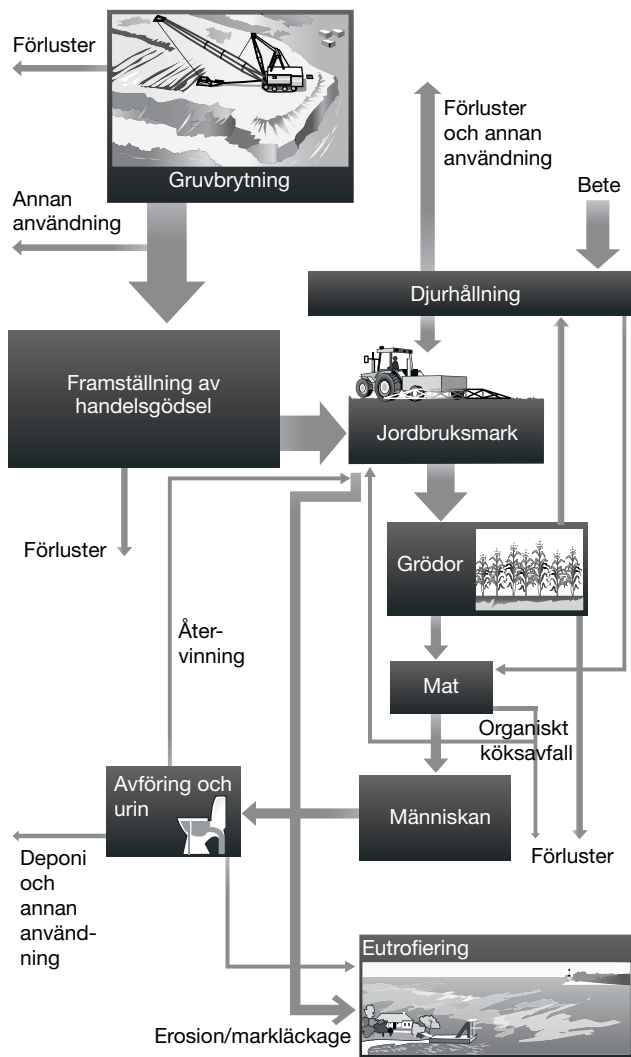 Förluster
Gruvbrytning
Förluster
och annan
användning
Bete
Annan
användning
Djurhållning
Framställning av
handelsgödsel
Jordbruksmark
Förluster
Grödor
Åter-
vinning
Mat
Organiskt
köksavfall
Avföring och
urin
Människan
Förluster
Deponi
och
annan
använd-
ning
Eutrofiering
Erosion/markläckage